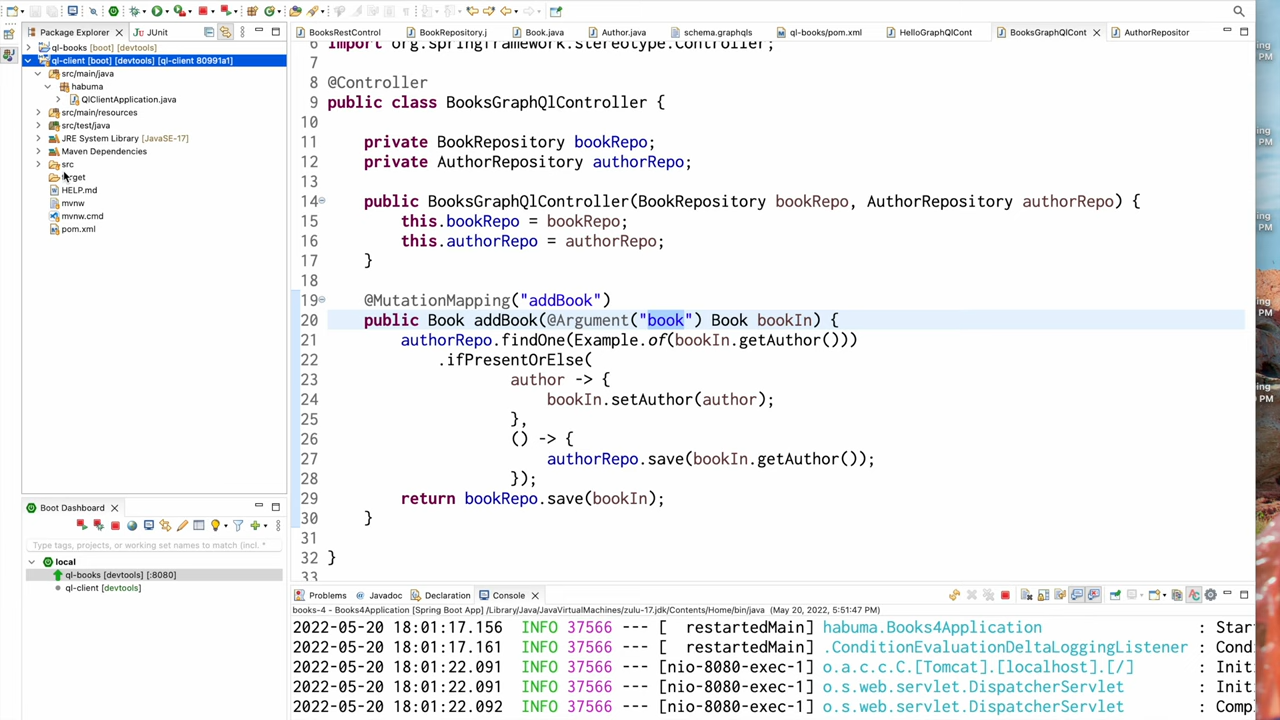 Package Explorer
JUnit
ql-books [boot] [devtools]
ql-client [boot] [devtools] [ql-client 80991a1]
src/main/java
habuma
QlClientApplication.java
src/main/resources
src/test/java
JRE System Library [JavaSE-17]
Maven Dependencies
src
HELP.md
mvnw
mvnw.cmd
pom.xml
Boot Dashboard
Type tags, projects, or working set names to match (incl. *
local
ql-books [devtools] [:8080]
ql-client [devtools]
BooksRestControl
BookRepository.j
Book.java
Author.java
schema.graphqls
ql-books/pom.xml
HelloGraphQlCont
BooksGraphQlCont
AuthorRepositor
6 import org.springframework.stereotype.Controller;
7
8 @Controller
9 public class BooksGraphQlController {
10
11 private BookRepository bookRepo;
12 private AuthorRepository authorRepo;
13
14 public BooksGraphQlController(BookRepository bookRepo, AuthorRepository authorRepo) {
15 this.bookRepo = bookRepo;
16 this.authorRepo = authorRepo;
17 }
18
19 @MutationMapping("addBook")
20 public Book addBook(@Argument("book") Book bookIn) {
21 authorRepo.findOne(Example.of(bookIn.getAuthor()))
22 .ifPresentOrElse(
23 author -> {
24 bookIn.setAuthor(author);
25 },
26 () -> {
27 authorRepo.save(bookIn.getAuthor());
28 });
29 return bookRepo.save(bookIn);
30 }
31
32 }
33
Problems
Javadoc
Declaration
Console
books-4 - Books4Application [Spring Boot App] /Library/Java/JavaVirtualMachines/zulu-17.jdk/Contents/Home/bin/java (May 20, 2022, 5:51:47 PM)
2022-05-20 18:01:17.156 INFO 37566 --- [ restartedMain] habuma.Books4Application : Star
2022-05-20 18:01:17.161 INFO 37566 --- [ restartedMain] .ConditionEvaluationDeltaLoggingListener : Cond
2022-05-20 18:01:22.091 INFO 37566 --- [nio-8080-exec-1] o.a.c.c.C.[Tomcat].[localhost].[/] : Init
2022-05-20 18:01:22.091 INFO 37566 --- [nio-8080-exec-1] o.s.web.servlet.DispatcherServlet : Init
2022-05-20 18:01:22.092 INFO 37566 --- [nio-8080-exec-1] o.s.web.servlet.DispatcherServlet : Compl